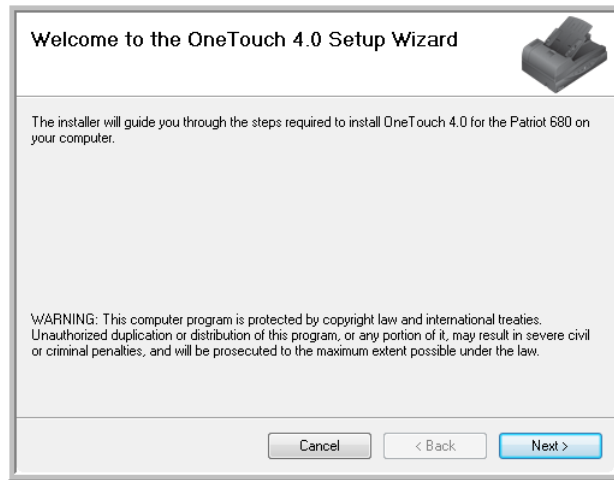 Welcome to the OneTouch 4.0 Setup Wizard
The installer will guide you through the steps required to install OneTouch 4.0 for the Patriot 680 on
your computer.
WARNING: This computer program is protected by copyright law and international treaties.
Unauthorized duplication or distribution of this program, or any portion of it, may result in severe civil
or criminal penalties, and will be prosecuted to the maximum extent possible under the law.
Cancel
< Back
Next >